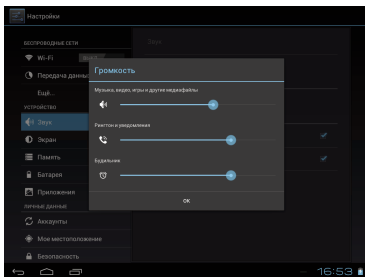 Настройки
БЕСПРОВОДНЫЕ СЕТИ
Звук
Wi-Fi
Громкость
Передача данных
Музыка, видео, игры и другие медиафайлы
Ещё...
УСТРОЙСТВО
Звук
Рингтон и уведомления
Экран
Память
Будильник
Батарея
Приложения
ОК
ЛИЧНЫЕ ДАННЫЕ
Аккаунты
Мое местоположение
Безопасность
16:53